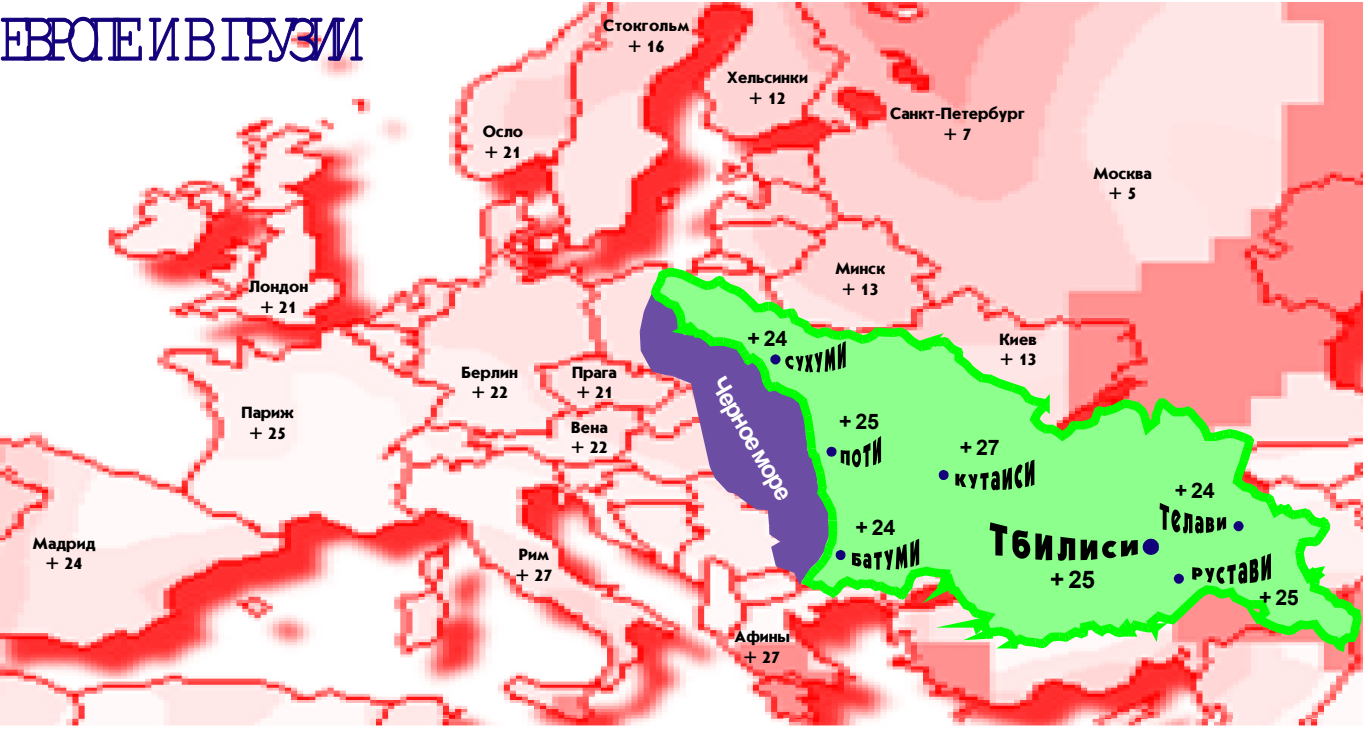 ЕВРОПЕ И В ГРУЗИИ
Стокгольм
+ 16
Хельсинки
+ 12
Санкт-Петербург
+ 7
Осло
+ 21
Москва
+ 5
Минск
+ 13
Лондон
+ 21
Киев
+ 13
+ 24
сухуми
Берлин
+ 22
Прага
+ 21
Париж
+ 25
Вена
+ 22
Черное море
+ 25
поти
+ 27
кутаиси
+ 24
Телави
Мадрид
+ 24
Рим
+ 27
+ 24
батуми
Тбилиси
+ 25
рустави
+ 25
Афины
+ 27